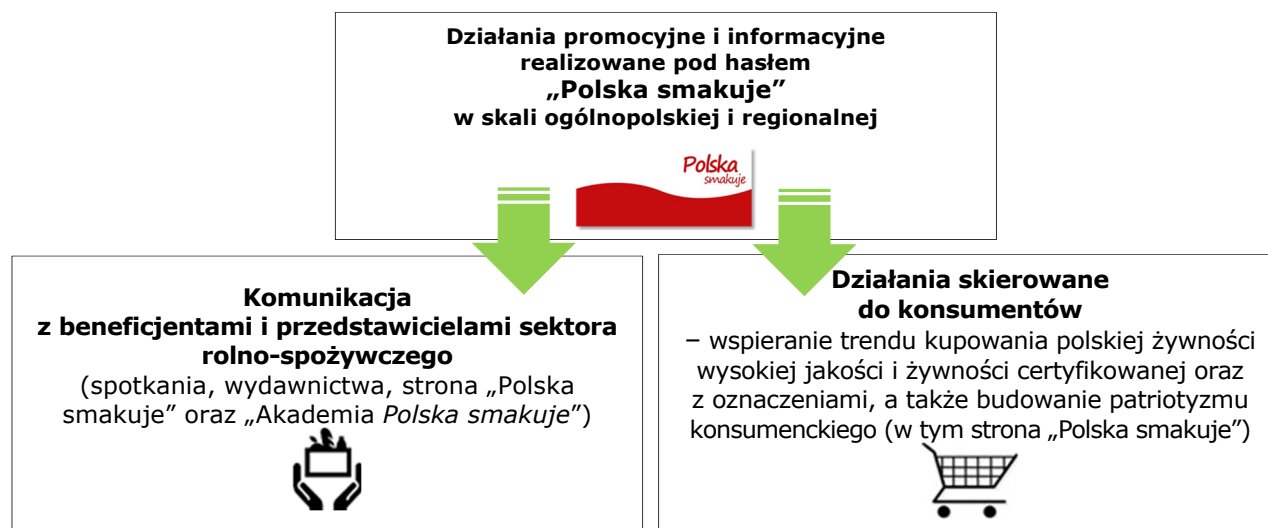 Działania promocyjne i informacyjne
realizowane pod hasłem
„Polska smakuje”
w skali ogólnopolskiej i regionalnej
Polska
smakuje
Komunikacja
z beneficjentami i przedstawicielami sektora
rolno-spożywczego
(spotkania, wydawnictwa, strona „Polska
smakuje” oraz „Akademia Polska smakuje”)
Działania skierowane
do konsumentów
– wspieranie trendu kupowania polskiej żywności
wysokiej jakości i żywności certyfikowanej oraz
z oznaczeniami, a także budowanie patriotyzmu
konsumenckiego (w tym strona „Polska smakuje”)